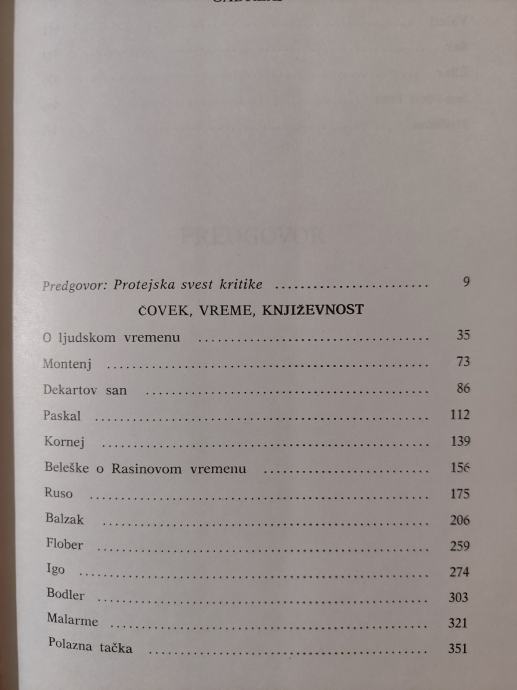 Predgovor: Protejska svest kritike ........................ 9
ČOVEK, VREME, KNJIŽEVNOST
O ljudskom vremenu .................................... 35
Montenj .................................................... 73
Dekartov san ............................................. 86
Paskal ...................................................... 112
Kornej ..................................................... 139
Beleške o Rasinovom vremenu .......................... 156
Ruso ....................................................... 175
Balzak ..................................................... 206
Flober ..................................................... 259
Igo ......................................................... 274
Bodler ..................................................... 303
Malarme ................................................... 321
Polazna tačka ............................................ 351